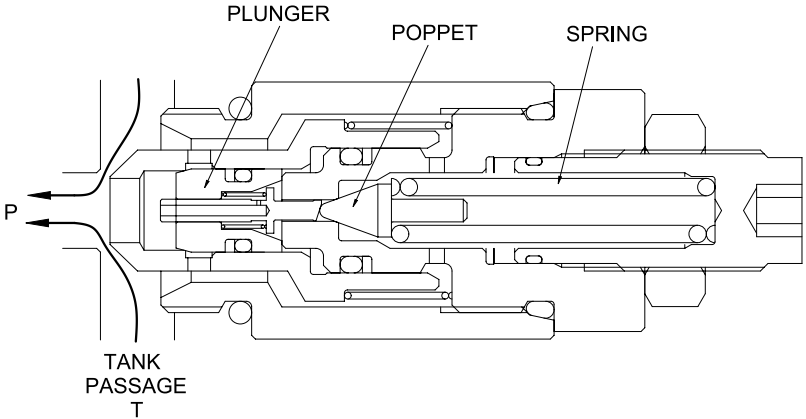 PLUNGER
POPPET
SPRING
P
TANK
PASSAGE
T